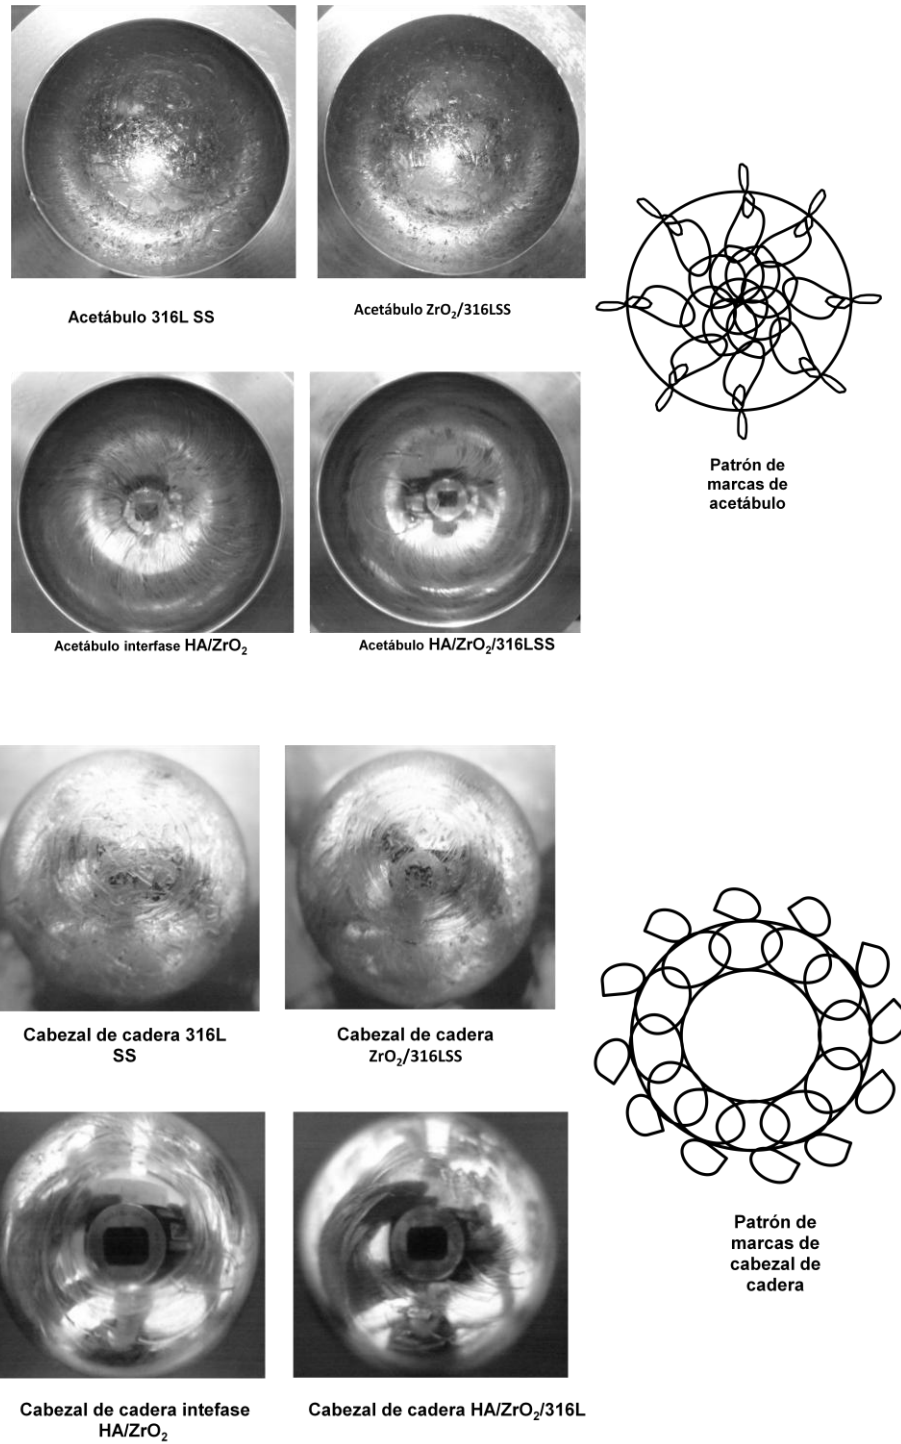 Acetábulo 316L SS
Acetábulo ZrO₂/316LSS
Patrón de
marcas de
acetábulo
Acetábulo interfase HA/ZrO₂
Acetábulo HA/ZrO₂/316LSS
Cabezal de cadera 316L
SS
Cabezal de cadera
ZrO₂/316LSS
Patrón de
marcas de
cabezal de
cadera
Cabezal de cadera intefase
HA/ZrO₂
Cabezal de cadera HA/ZrO₂/316L